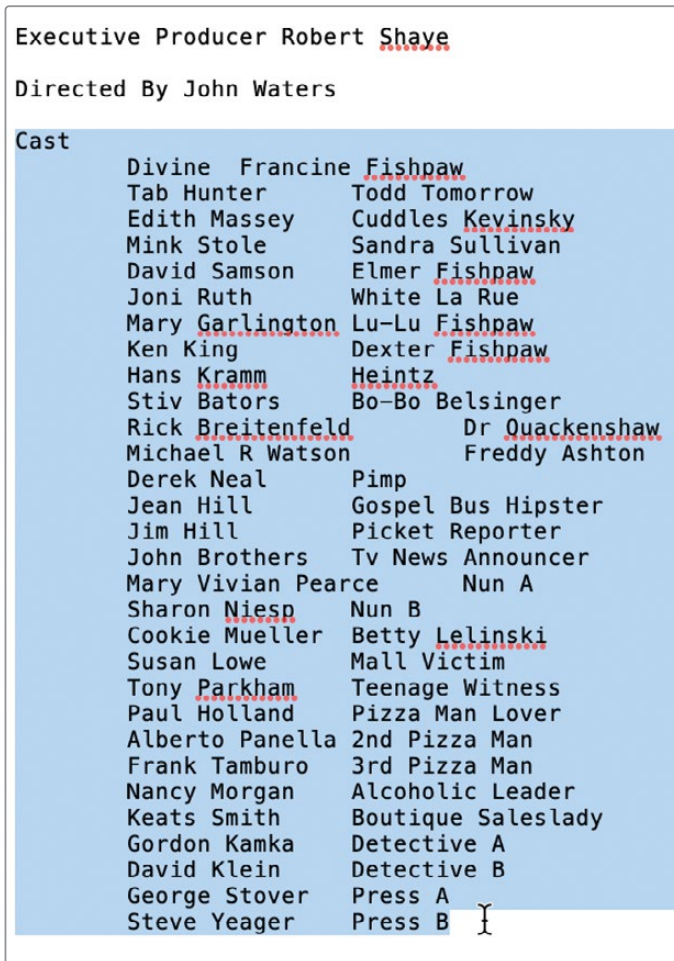 Executive Producer Robert Shaye
Directed By John Waters
Cast
Divine Francine Fishpaw
Tab Hunter Todd Tomorrow
Edith Massey Cuddles Kevinsky
Mink Stole Sandra Sullivan
David Samson Elmer Fishpaw
Joni Ruth White La Rue
Mary Garlington Lu-Lu Fishpaw
Ken King Dexter Fishpaw
Hans Kramm Heintz
Stiv Bators Bo-Bo Belsinger
Rick Breitenfeld Dr Quackenshaw
Michael R Watson Freddy Ashton
Derek Neal Pimp
Jean Hill Gospel Bus Hipster
Jim Hill Picket Reporter
John Brothers Tv News Announcer
Mary Vivian Pearce Nun A
Sharon Niesp Nun B
Cookie Mueller Betty Lelinski
Susan Lowe Mall Victim
Tony Parkham Teenage Witness
Paul Holland Pizza Man Lover
Alberto Panella 2nd Pizza Man
Frank Tamburo 3rd Pizza Man
Nancy Morgan Alcoholic Leader
Keats Smith Boutique Saleslady
Gordon Kamka Detective A
David Klein Detective B
George Stover Press A
Steve Yeager Press B